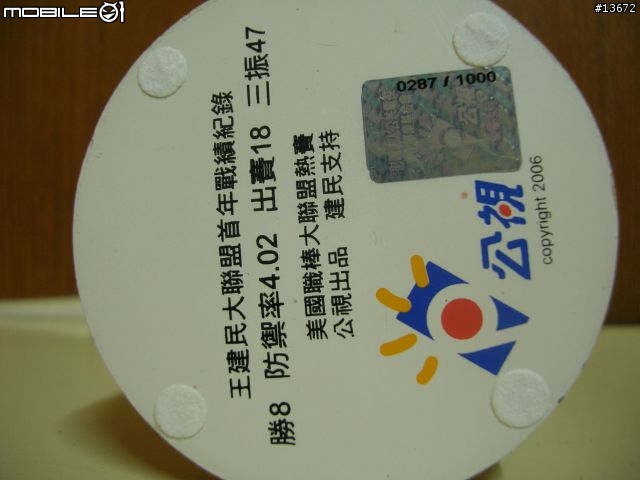 MOBILE01
#13672
0287 / 1000
王建民大聯盟首年戰績紀錄
勝8 防禦率4.02 出賽18 三振47
美國職棒大聯盟熱賽
公視出品 建民支持
公視
copyright 2006